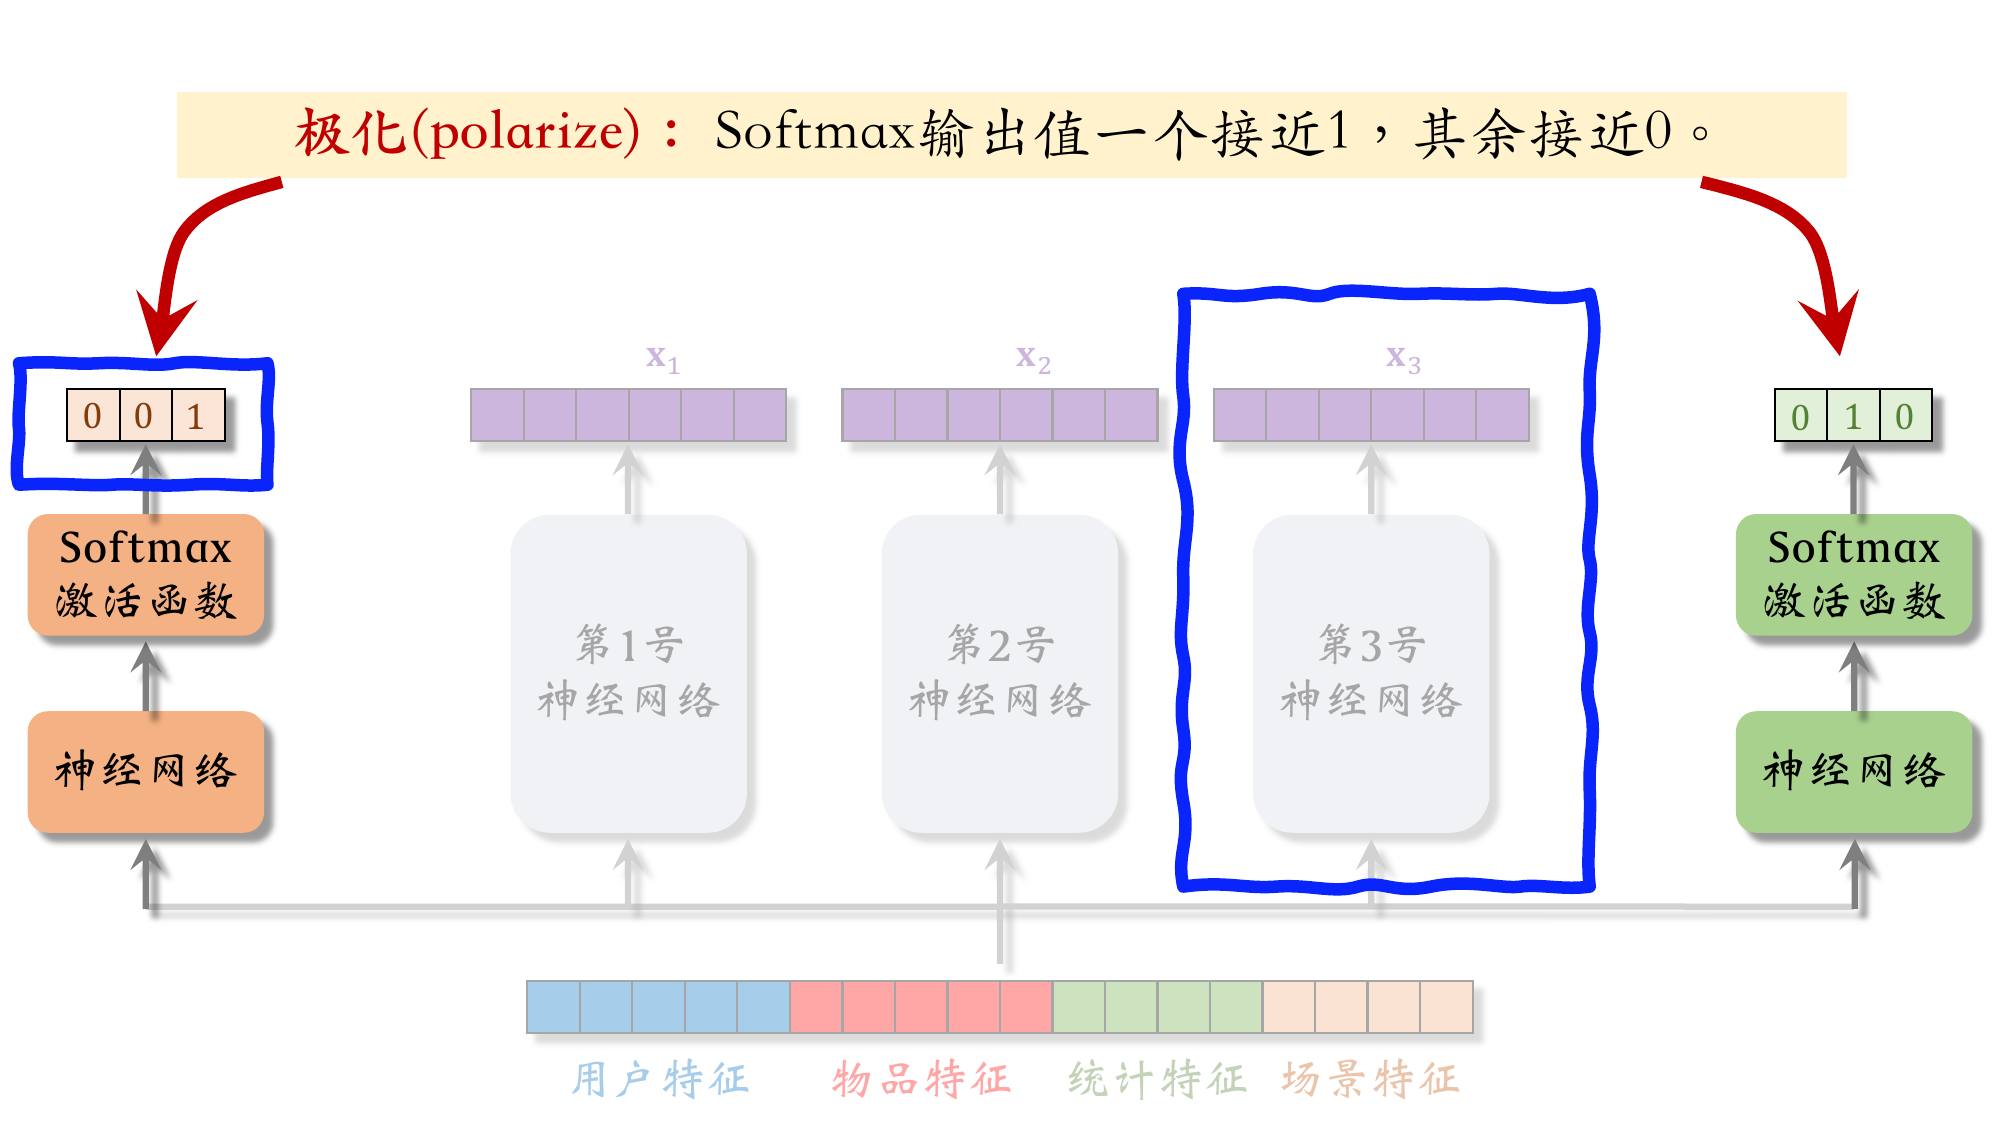 极化(polarize)： Softmax输出值一个接近1，其余接近0。
x₁
x₂
x₃
0 0 1
0 1 0
Softmax
激活函数
Softmax
激活函数
第1号
神经网络
第2号
神经网络
第3号
神经网络
神经网络
神经网络
用户特征
物品特征
统计特征
场景特征